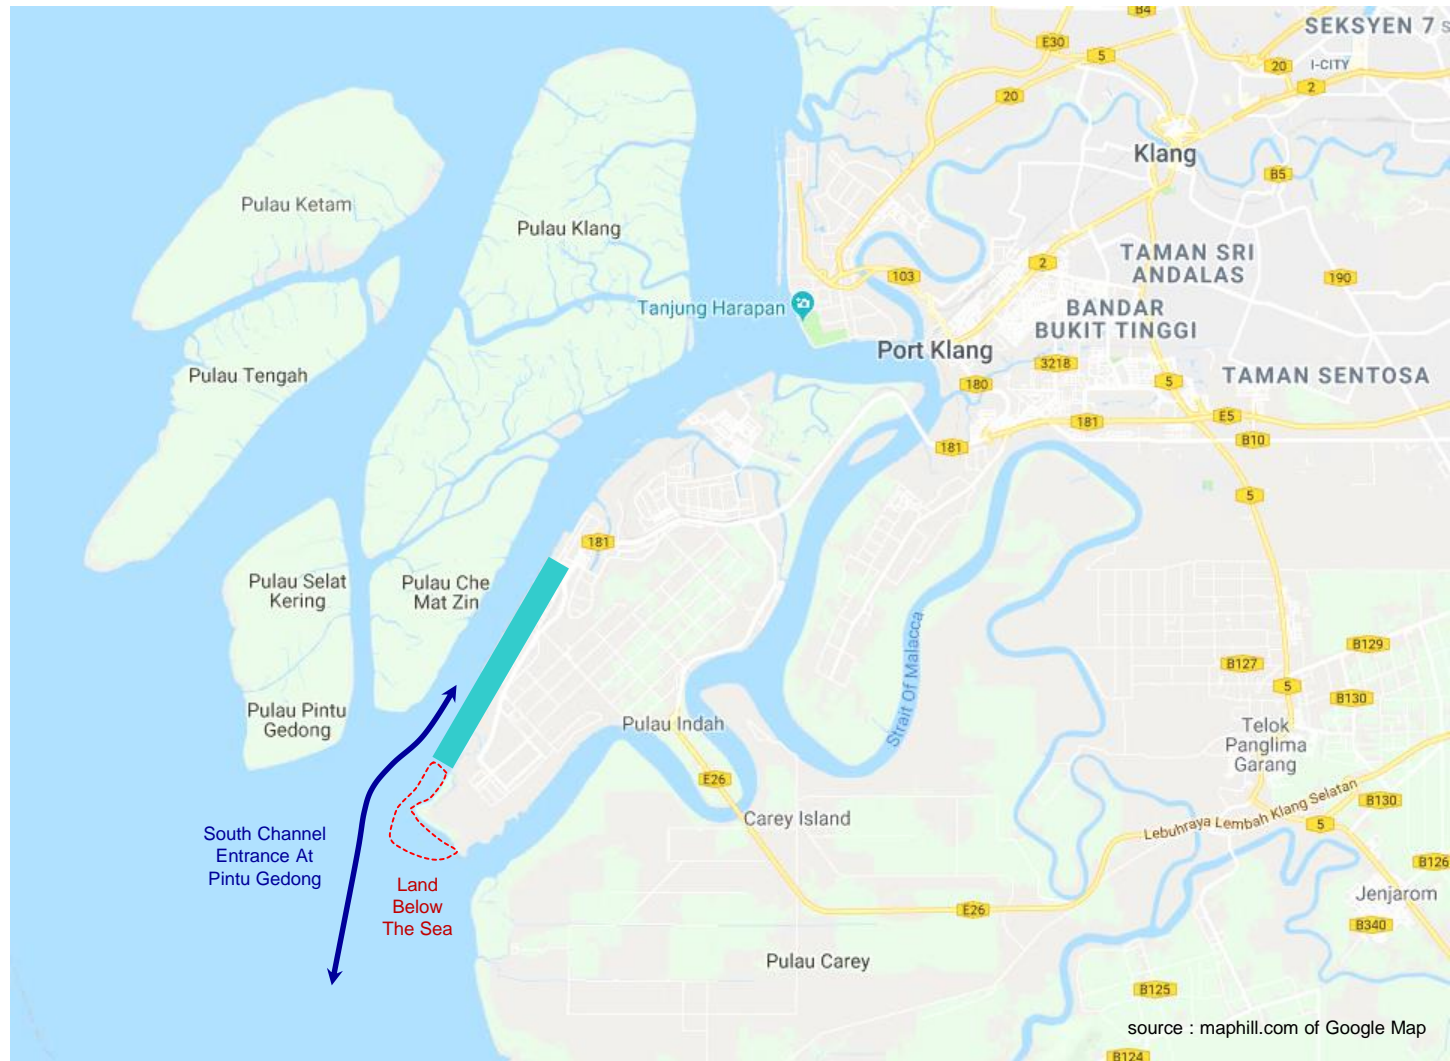 B4
SEKSYEN 7 S
E30
5
I-CITY
20
2
20
Klang
B5
Pulau Ketam
Pulau Klang
TAMAN SRI
ANDALAS
2
103
190
Tanjung Harapan
BANDAR
BUKIT TINGGI
Port Klang
3218
Pulau Tengah
180
5
TAMAN SENTOSA
E5
181
181
B10
5
181
Pulau Selat
Kering
Pulau Che
Mat Zin
Strait Of Malacca
B129
B127
5
B130
Pulau Pintu
Gedong
Pulau Indah
Telok
Panglima
Garang
E26
Lebuhraya Lembah Klang Selatan
B130
Carey Island
5
South Channel
Entrance At
Pintu Gedong
B126
Land
Below
The Sea
Jenjarom
E26
B340
Pulau Carey
B125
source : maphill.com of Google Map
B124